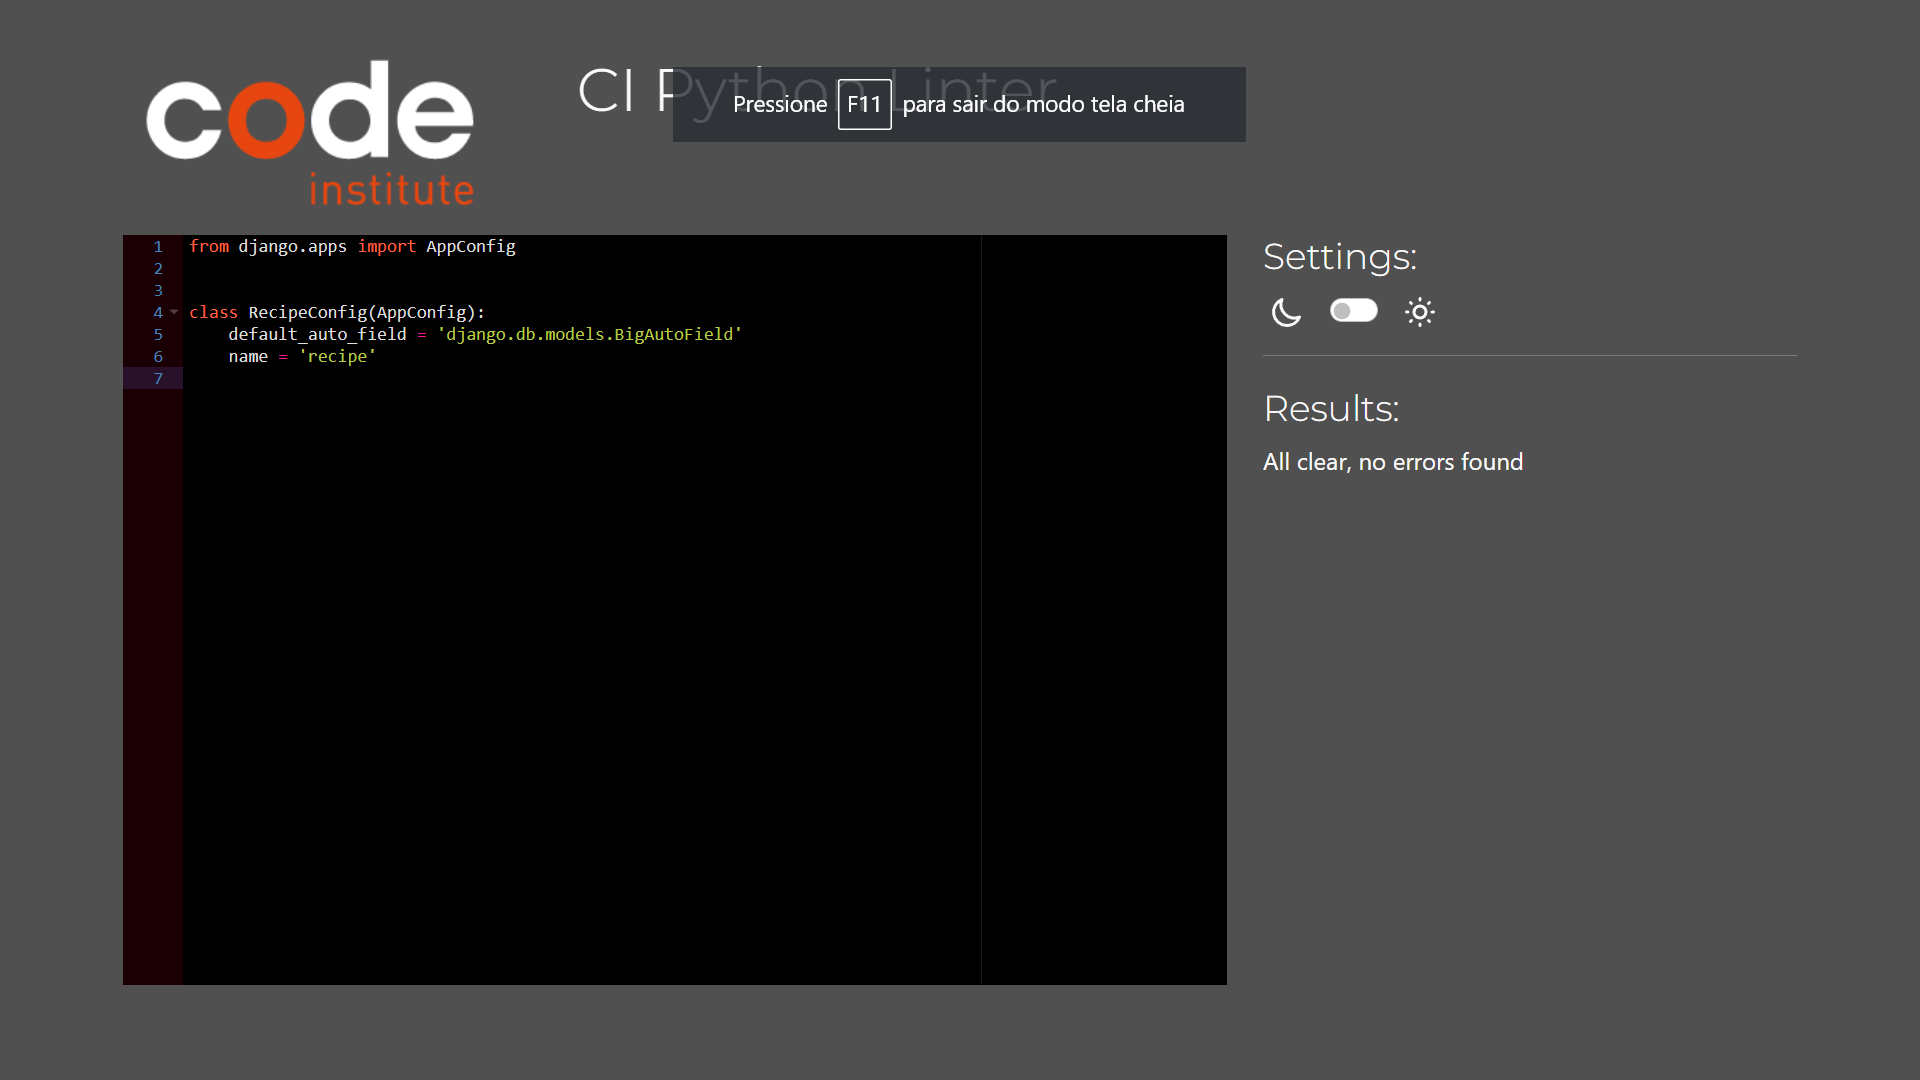 code
institute
CI Python Linter
Pressione F11 para sair do modo tela cheia
1 from django.apps import AppConfig
2
3
4 class RecipeConfig(AppConfig):
5 default_auto_field = 'django.db.models.BigAutoField'
6 name = 'recipe'
7
Settings:
Results:
All clear, no errors found